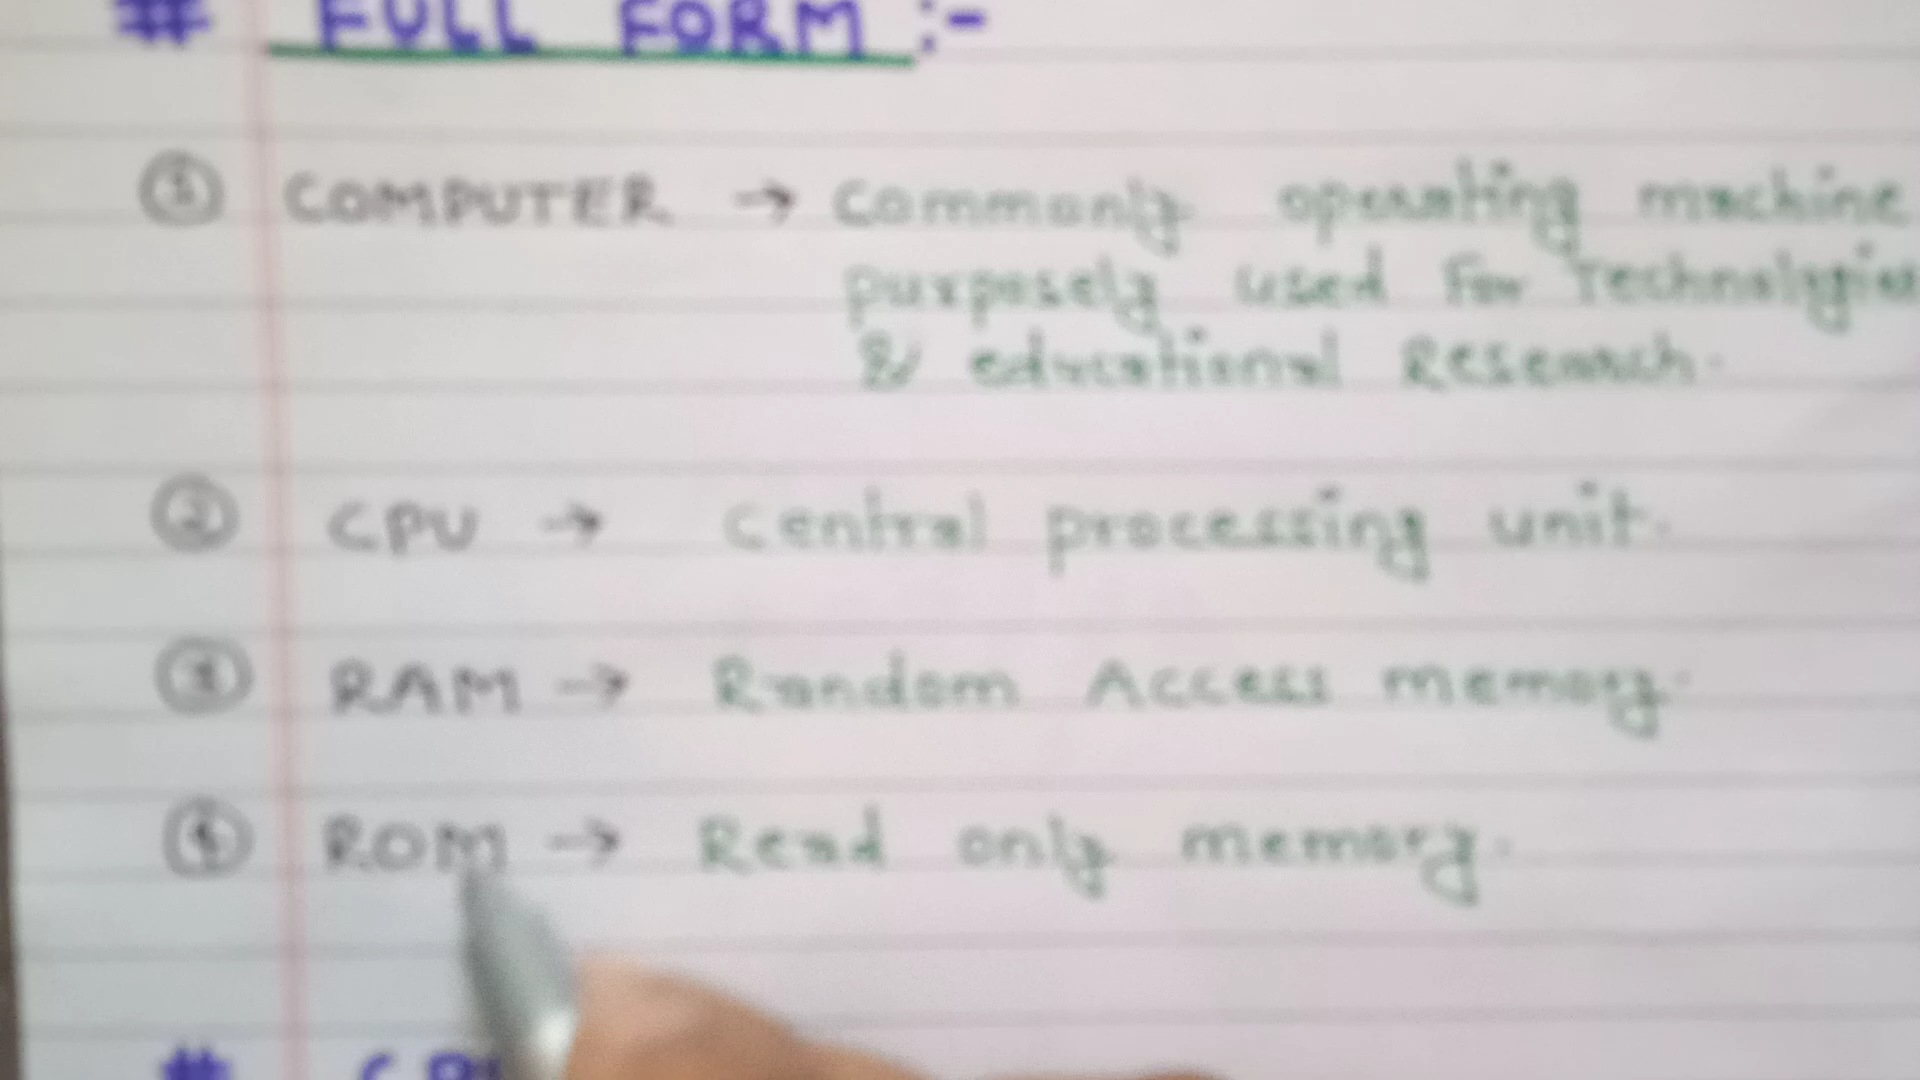 # FULL FORM :-
① COMPUTER → Commonly operating machine
purposely used for Technologies
& educational Research.
② CPU → Central processing unit.
③ RAM → Random Access memory.
④ ROM → Read only memory.
#